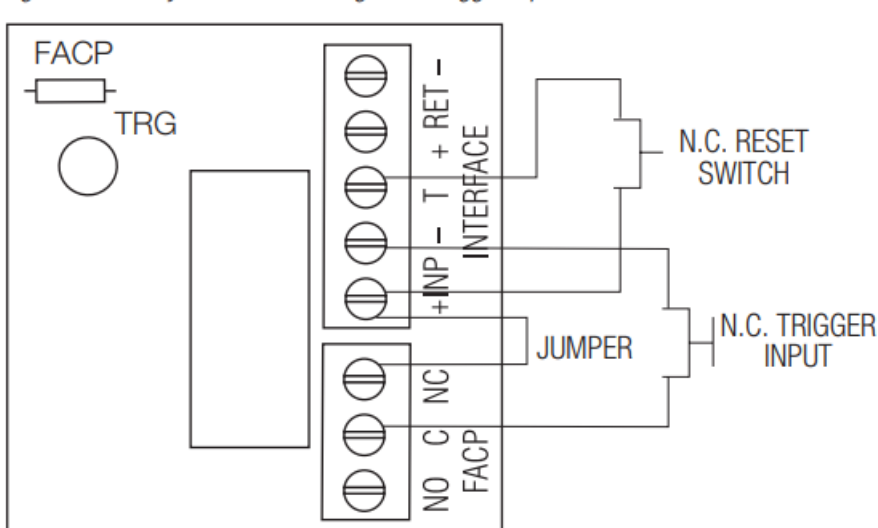 FACP
TRG
+ INP − T + RET −
INTERFACE
N.C. RESET
SWITCH
JUMPER
N.C. TRIGGER
INPUT
NO C NC
FACP